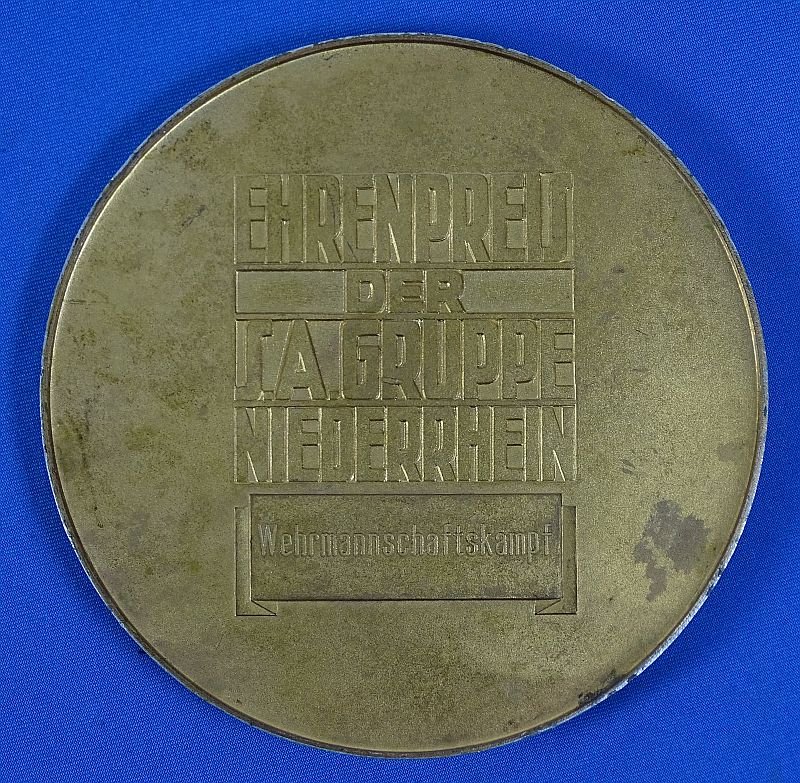 EHRENPREIS
DER
S.A.GRUPPE
NIEDERRHEIN
Wehrmannschaftskampf